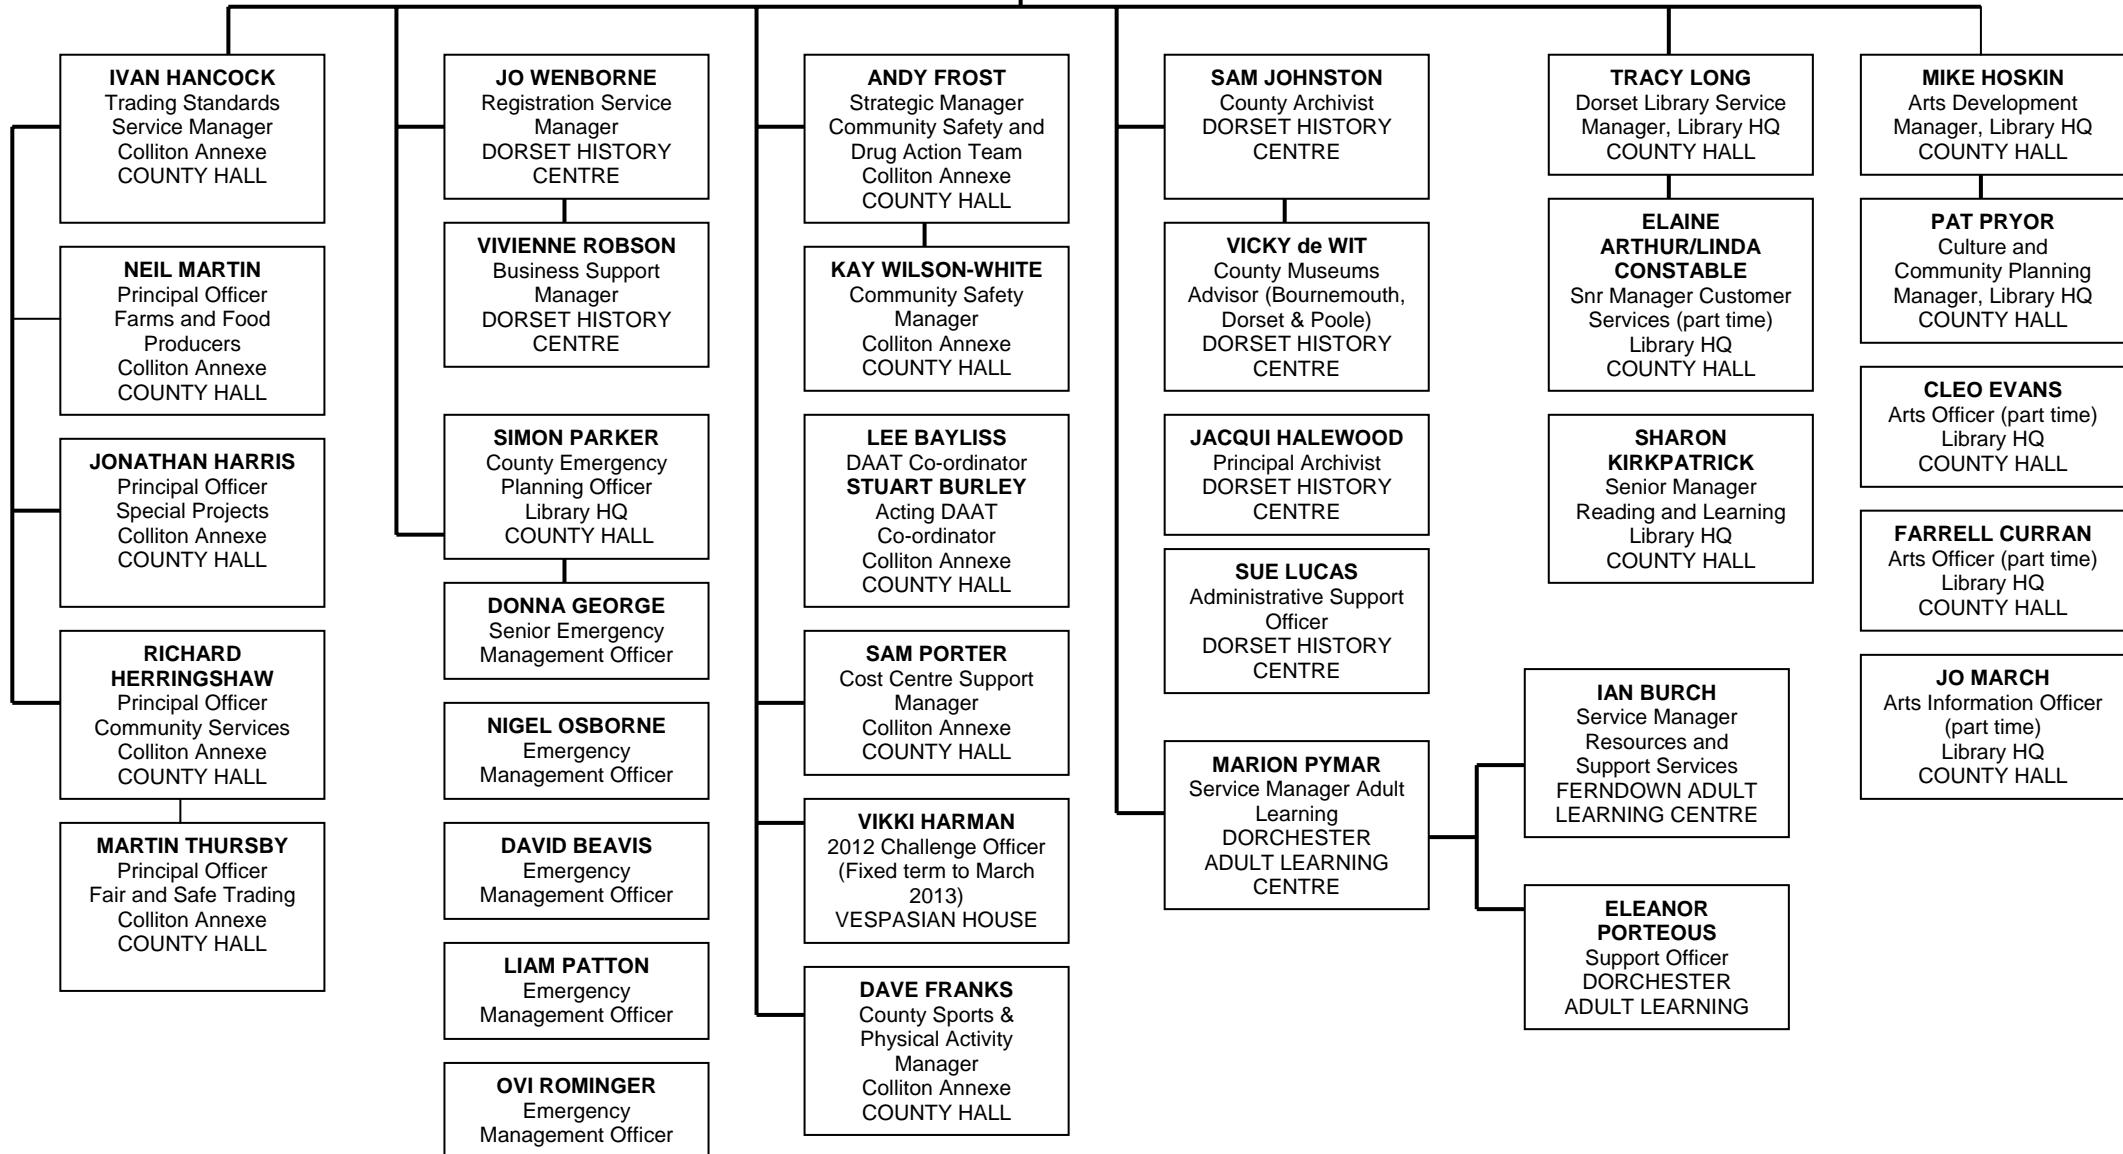 IVAN HANCOCK
Trading Standards
Service Manager
Colliton Annexe
COUNTY HALL
NEIL MARTIN
Principal Officer
Farms and Food
Producers
Colliton Annexe
COUNTY HALL
JONATHAN HARRIS
Principal Officer
Special Projects
Colliton Annexe
COUNTY HALL
RICHARD
HERRINGSHAW
Principal Officer
Community Services
Colliton Annexe
COUNTY HALL
MARTIN THURSBY
Principal Officer
Fair and Safe Trading
Colliton Annexe
COUNTY HALL
JO WENBORNE
Registration Service
Manager
DORSET HISTORY
CENTRE
VIVIENNE ROBSON
Business Support
Manager
DORSET HISTORY
CENTRE
SIMON PARKER
County Emergency
Planning Officer
Library HQ
COUNTY HALL
DONNA GEORGE
Senior Emergency
Management Officer
NIGEL OSBORNE
Emergency
Management Officer
DAVID BEAVIS
Emergency
Management Officer
LIAM PATTON
Emergency
Management Officer
OVI ROMINGER
Emergency
Management Officer
ANDY FROST
Strategic Manager
Community Safety and
Drug Action Team
Colliton Annexe
COUNTY HALL
KAY WILSON-WHITE
Community Safety
Manager
Colliton Annexe
COUNTY HALL
LEE BAYLISS
DAAT Co-ordinator
STUART BURLEY
Acting DAAT
Co-ordinator
Colliton Annexe
COUNTY HALL
SAM PORTER
Cost Centre Support
Manager
Colliton Annexe
COUNTY HALL
VIKKI HARMAN
2012 Challenge Officer
(Fixed term to March
2013)
VESPASIAN HOUSE
DAVE FRANKS
County Sports &
Physical Activity
Manager
Colliton Annexe
COUNTY HALL
SAM JOHNSTON
County Archivist
DORSET HISTORY
CENTRE
VICKY de WIT
County Museums
Advisor (Bournemouth,
Dorset & Poole)
DORSET HISTORY
CENTRE
JACQUI HALEWOOD
Principal Archivist
DORSET HISTORY
CENTRE
SUE LUCAS
Administrative Support
Officer
DORSET HISTORY
CENTRE
MARION PYMAR
Service Manager Adult
Learning
DORCHESTER
ADULT LEARNING
CENTRE
IAN BURCH
Service Manager
Resources and
Support Services
FERNDOWN ADULT
LEARNING CENTRE
ELEANOR
PORTEOUS
Support Officer
DORCHESTER
ADULT LEARNING
TRACY LONG
Dorset Library Service
Manager, Library HQ
COUNTY HALL
ELAINE
ARTHUR/LINDA
CONSTABLE
Snr Manager Customer
Services (part time)
Library HQ
COUNTY HALL
SHARON
KIRKPATRICK
Senior Manager
Reading and Learning
Library HQ
COUNTY HALL
MIKE HOSKIN
Arts Development
Manager, Library HQ
COUNTY HALL
PAT PRYOR
Culture and
Community Planning
Manager, Library HQ
COUNTY HALL
CLEO EVANS
Arts Officer (part time)
Library HQ
COUNTY HALL
FARRELL CURRAN
Arts Officer (part time)
Library HQ
COUNTY HALL
JO MARCH
Arts Information Officer
(part time)
Library HQ
COUNTY HALL